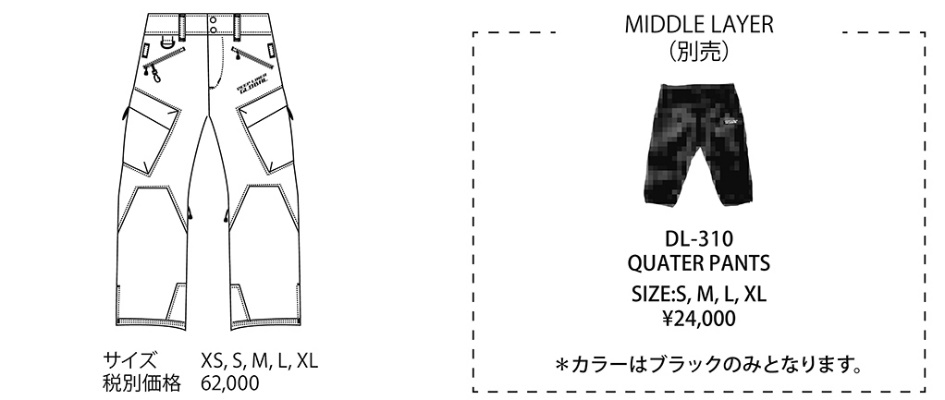 サイズ XS, S, M, L, XL
税別価格 62,000
MIDDLE LAYER
（別売）
DL-310
QUATER PANTS
SIZE:S, M, L, XL
¥24,000
＊カラーはブラックのみとなります。